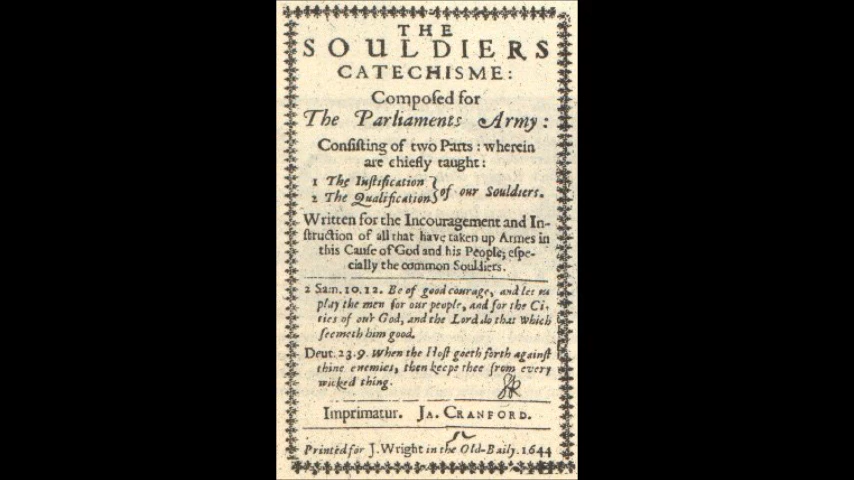 THE
SOULDIERS
CATECHISME:
Compoſed for
The Parliaments Army:
Conſiſting of two Parts: wherein
are chiefly taught:
1 The Iuſtification
2 The Qualification } of our Souldiers.
Written for the Incouragement and In-
ſtruction of all that have taken up Armes in
this Cauſe of God and his People; eſpe-
cially the common Souldiers.
2 Sam. 10. 12. Be of good courage, and let us
play the men for our people, and for the Ci-
ties of our God, and the Lord do that which
ſeemeth him good.
Deut. 23. 9. When the Hoſt goeth forth againſt
thine enemies, then keepe thee from every
wicked thing.
Imprimatur. JA. CRANFORD.
Printed for J. Wright in the Old-Baily. 1644